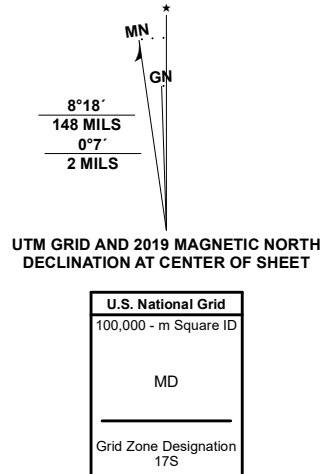 ★
MN
GN
8°18´
148 MILS
0°7´
2 MILS
UTM GRID AND 2019 MAGNETIC NORTH
DECLINATION AT CENTER OF SHEET
U.S. National Grid
100,000 - m Square ID
MD
Grid Zone Designation
17S